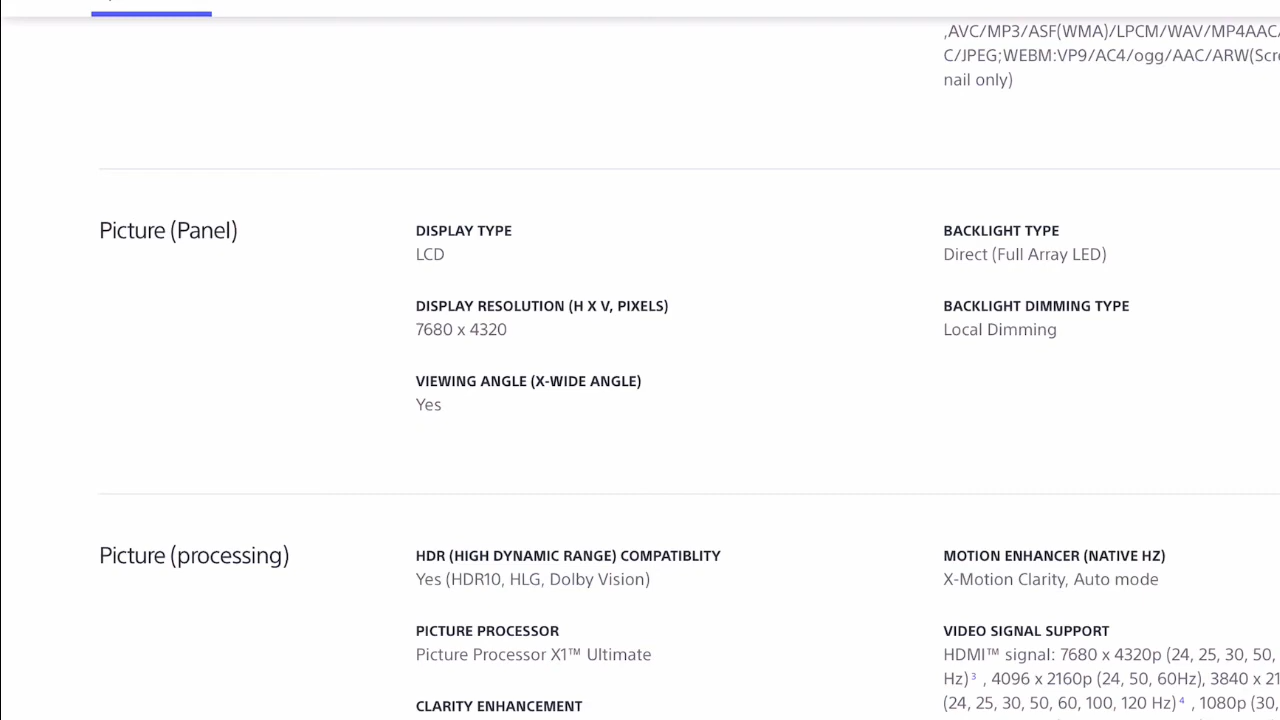 ,AVC/MP3/ASF(WMA)/LPCM/WAV/MP4AAC/
C/JPEG;WEBM:VP9/AC4/ogg/AAC/ARW(Scre
nail only)
Picture (Panel)
DISPLAY TYPE
LCD
DISPLAY RESOLUTION (H X V, PIXELS)
7680 x 4320
VIEWING ANGLE (X-WIDE ANGLE)
Yes
BACKLIGHT TYPE
Direct (Full Array LED)
BACKLIGHT DIMMING TYPE
Local Dimming
Picture (processing)
HDR (HIGH DYNAMIC RANGE) COMPATIBLITY
Yes (HDR10, HLG, Dolby Vision)
PICTURE PROCESSOR
Picture Processor X1™ Ultimate
CLARITY ENHANCEMENT
MOTION ENHANCER (NATIVE HZ)
X-Motion Clarity, Auto mode
VIDEO SIGNAL SUPPORT
HDMI™ signal: 7680 x 4320p (24, 25, 30, 50,
Hz)³ , 4096 x 2160p (24, 50, 60Hz), 3840 x 21
(24, 25, 30, 50, 60, 100, 120 Hz)⁴ , 1080p (30,